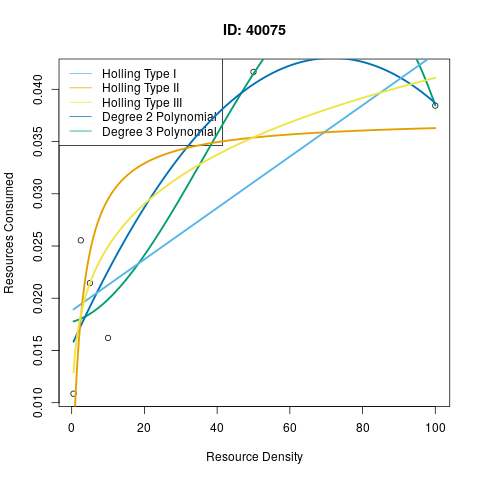 ID: 40075
Holling Type I
Holling Type II
Holling Type III
Degree 2 Polynomial
Degree 3 Polynomial
Resources Consumed
0.040
0.035
0.030
0.025
0.020
0.015
0.010
0 20 40 60 80 100
Resource Density